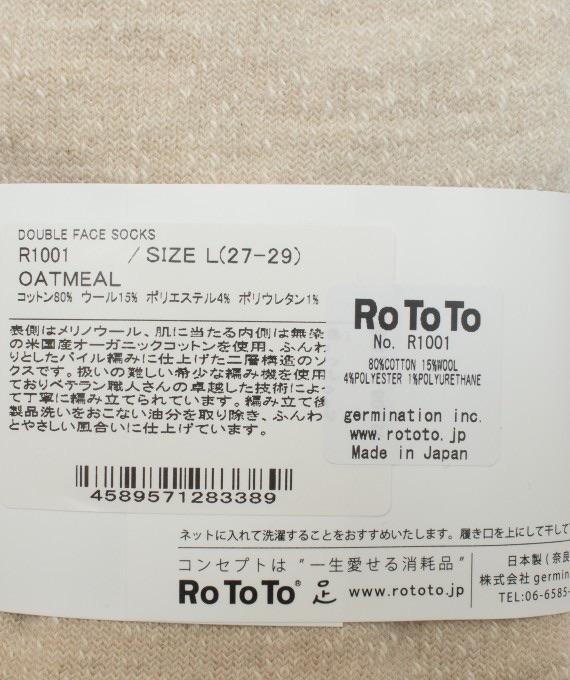 DOUBLE FACE SOCKS
R1001 / SIZE L(27-29)
OATMEAL
コットン80% ウール15% ポリエステル4% ポリウレタン1%
表側はメリノウール、肌に当たる内側は無染
の米国産オーガニックコットンを使用、ふんわ
りとしたパイル編みに仕上げた二層構造のソ
クスです。扱いの難しい希少な編み機を使用
ておりベテラン職人さんの卓越した技術によ
て丁寧に編み立てられています。編み立て後
製品洗いをおこない油分を取り除き、ふんわ
とやさしい風合いに仕上げています。
4589571283389
RoToTo
No. R1001
80%COTTON 15%WOOL
4%POLYESTER 1%POLYURETHANE
germination inc.
www.rototo.jp
Made in Japan
ネットに入れて洗濯することをおすすめいたします。履き口を上にして干して
コンセプトは “一生愛せる消耗品”
RoToTo® 足 www.rototo.jp
日本製(奈良
株式会社germin
TEL:06-6585-